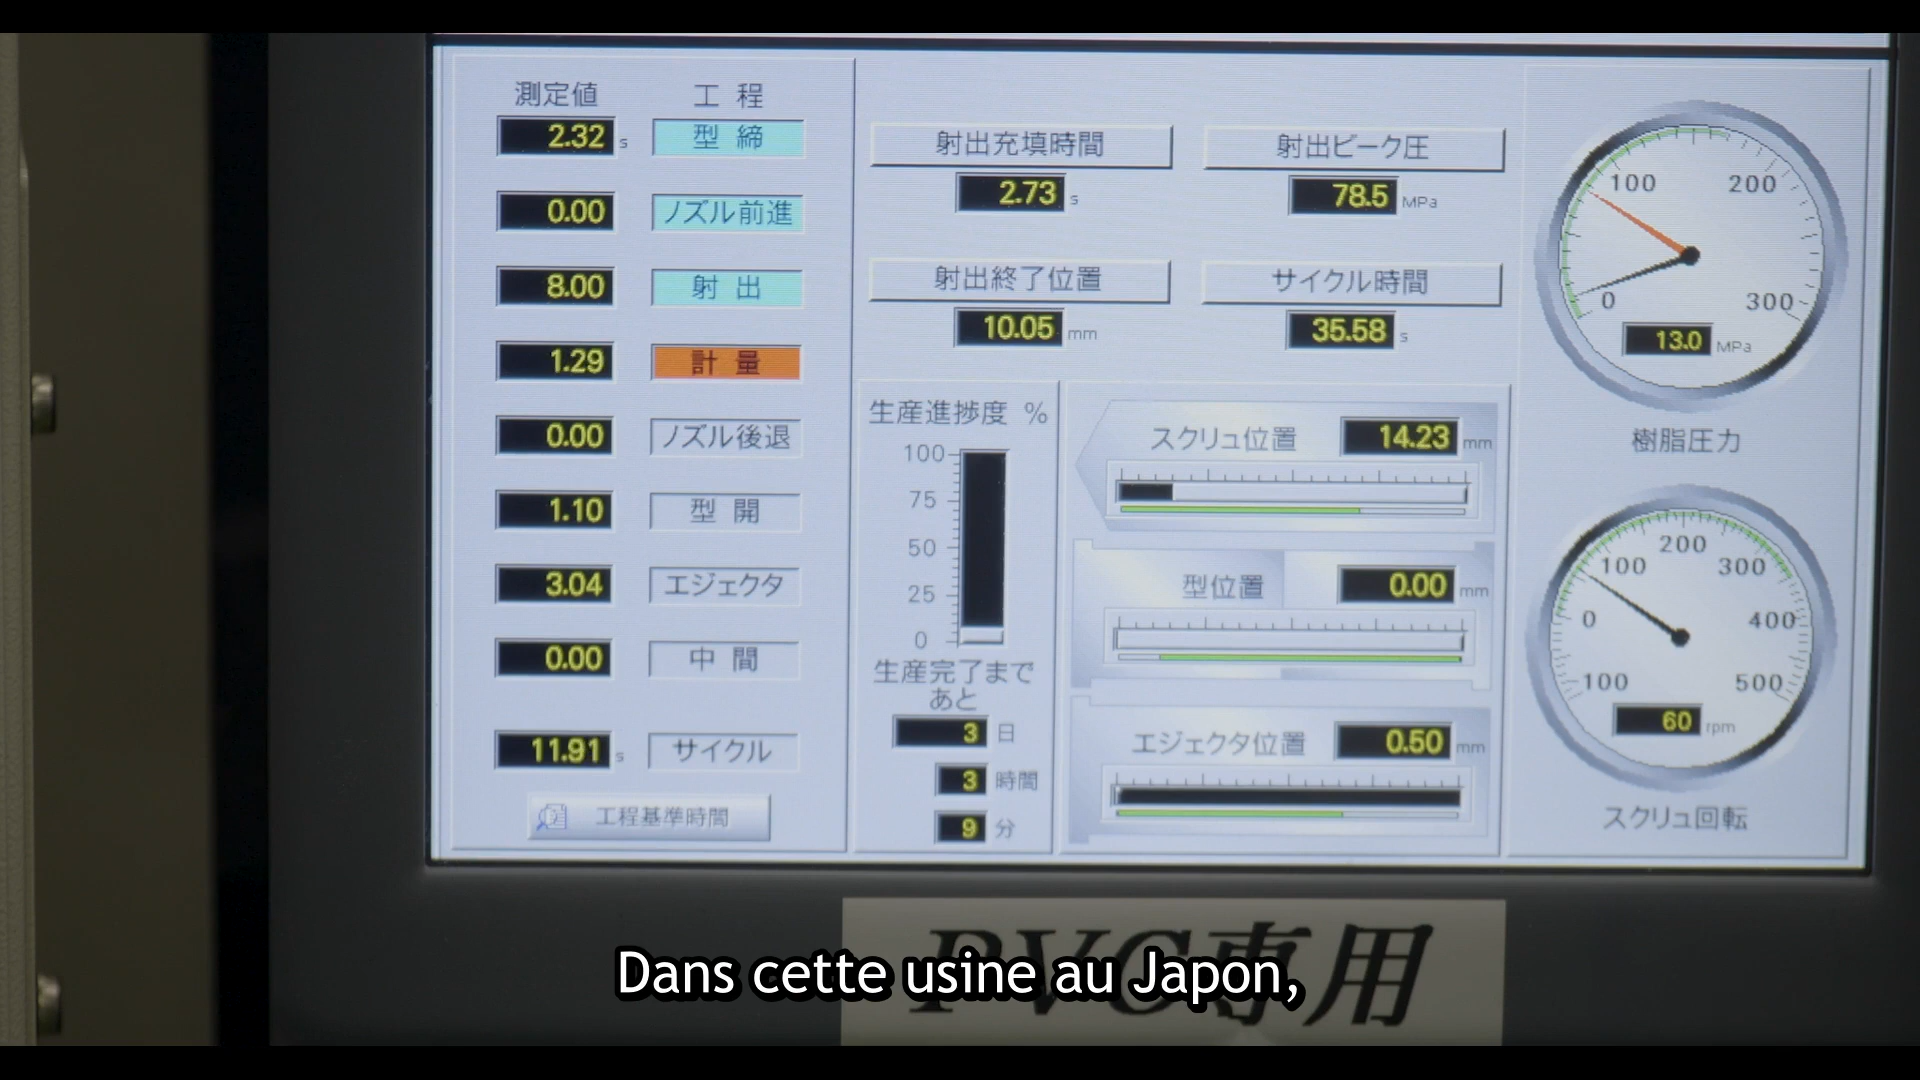 測定値 工程
2.32 s 型締
0.00 ノズル前進
8.00 射出
1.29 計量
0.00 ノズル後退
1.10 型開
3.04 エジェクタ
0.00 中間
11.91 s サイクル
工程基準時間
射出充填時間
2.73 s
射出ピーク圧
78.5 MPa
射出終了位置
10.05 mm
サイクル時間
35.58 s
生産進捗度 %
100
75
50
25
0
生産完了まで
あと
3 日
3 時間
9 分
スクリュ位置 14.23 mm
型位置 0.00 mm
エジェクタ位置 0.50 mm
100 200
0 300
13.0 MPa
樹脂圧力
200
100 300
0 400
100 500
60 rpm
スクリュ回転
PVC専用
Dans cette usine au Japon,